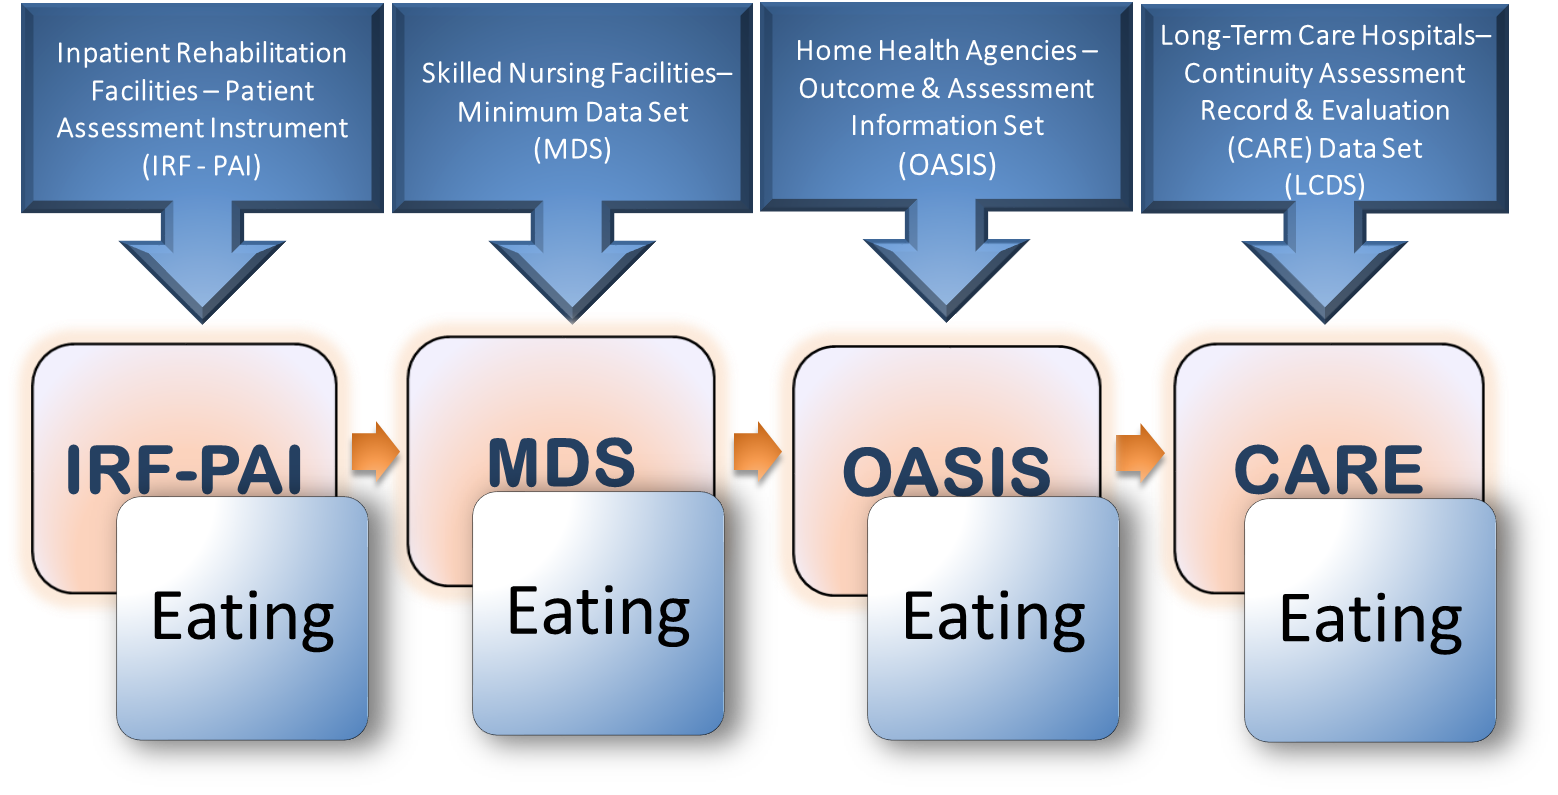 Inpatient Rehabilitation
Facilities – Patient
Assessment Instrument
(IRF - PAI)
Skilled Nursing Facilities–
Minimum Data Set
(MDS)
Home Health Agencies –
Outcome & Assessment
Information Set
(OASIS)
Long-Term Care Hospitals–
Continuity Assessment
Record & Evaluation
(CARE) Data Set
(LCDS)
IRF-PAI
MDS
OASIS
CARE
Eating
Eating
Eating
Eating